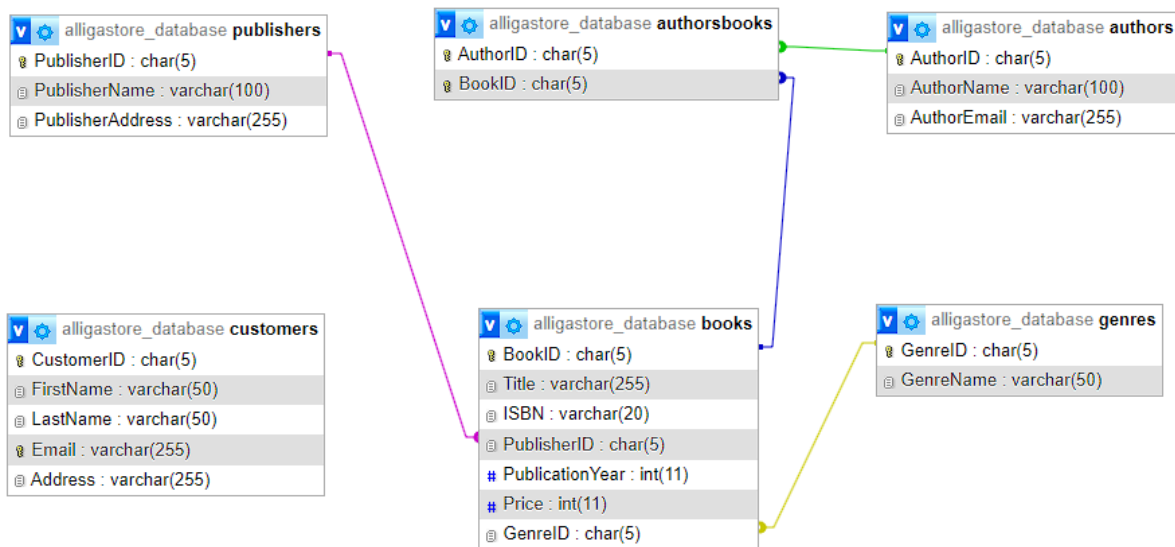 v alligastore_database publishers
PublisherID : char(5)
PublisherName : varchar(100)
PublisherAddress : varchar(255)
v alligastore_database authorsbooks
AuthorID : char(5)
BookID : char(5)
v alligastore_database authors
AuthorID : char(5)
AuthorName : varchar(100)
AuthorEmail : varchar(255)
v alligastore_database customers
CustomerID : char(5)
FirstName : varchar(50)
LastName : varchar(50)
Email : varchar(255)
Address : varchar(255)
v alligastore_database books
BookID : char(5)
Title : varchar(255)
ISBN : varchar(20)
PublisherID : char(5)
# PublicationYear : int(11)
# Price : int(11)
GenreID : char(5)
v alligastore_database genres
GenreID : char(5)
GenreName : varchar(50)